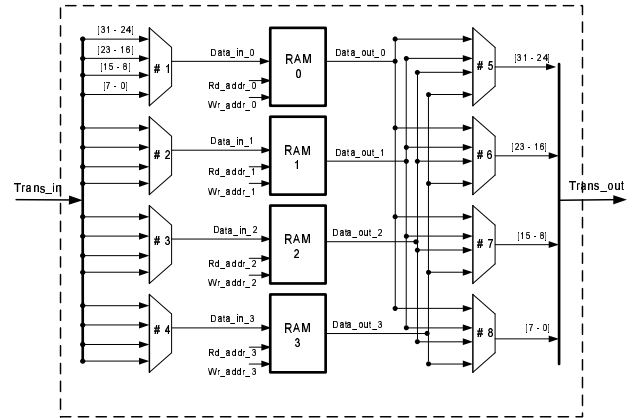 [31 - 24]
[23 - 16]
[15 - 8]
[7 - 0]
# 1
Data_in_0
Rd_addr_0
Wr_addr_0
RAM
0
Data_out_0
# 5
[31 - 24]
# 2
Data_in_1
Rd_addr_1
Wr_addr_1
RAM
1
Data_out_1
# 6
[23 - 16]
Trans_in
Trans_out
# 3
Data_in_2
Rd_addr_2
Wr_addr_2
RAM
2
Data_out_2
# 7
[15 - 8]
# 4
Data_in_3
Rd_addr_3
Wr_addr_3
RAM
3
Data_out_3
# 8
[7 - 0]